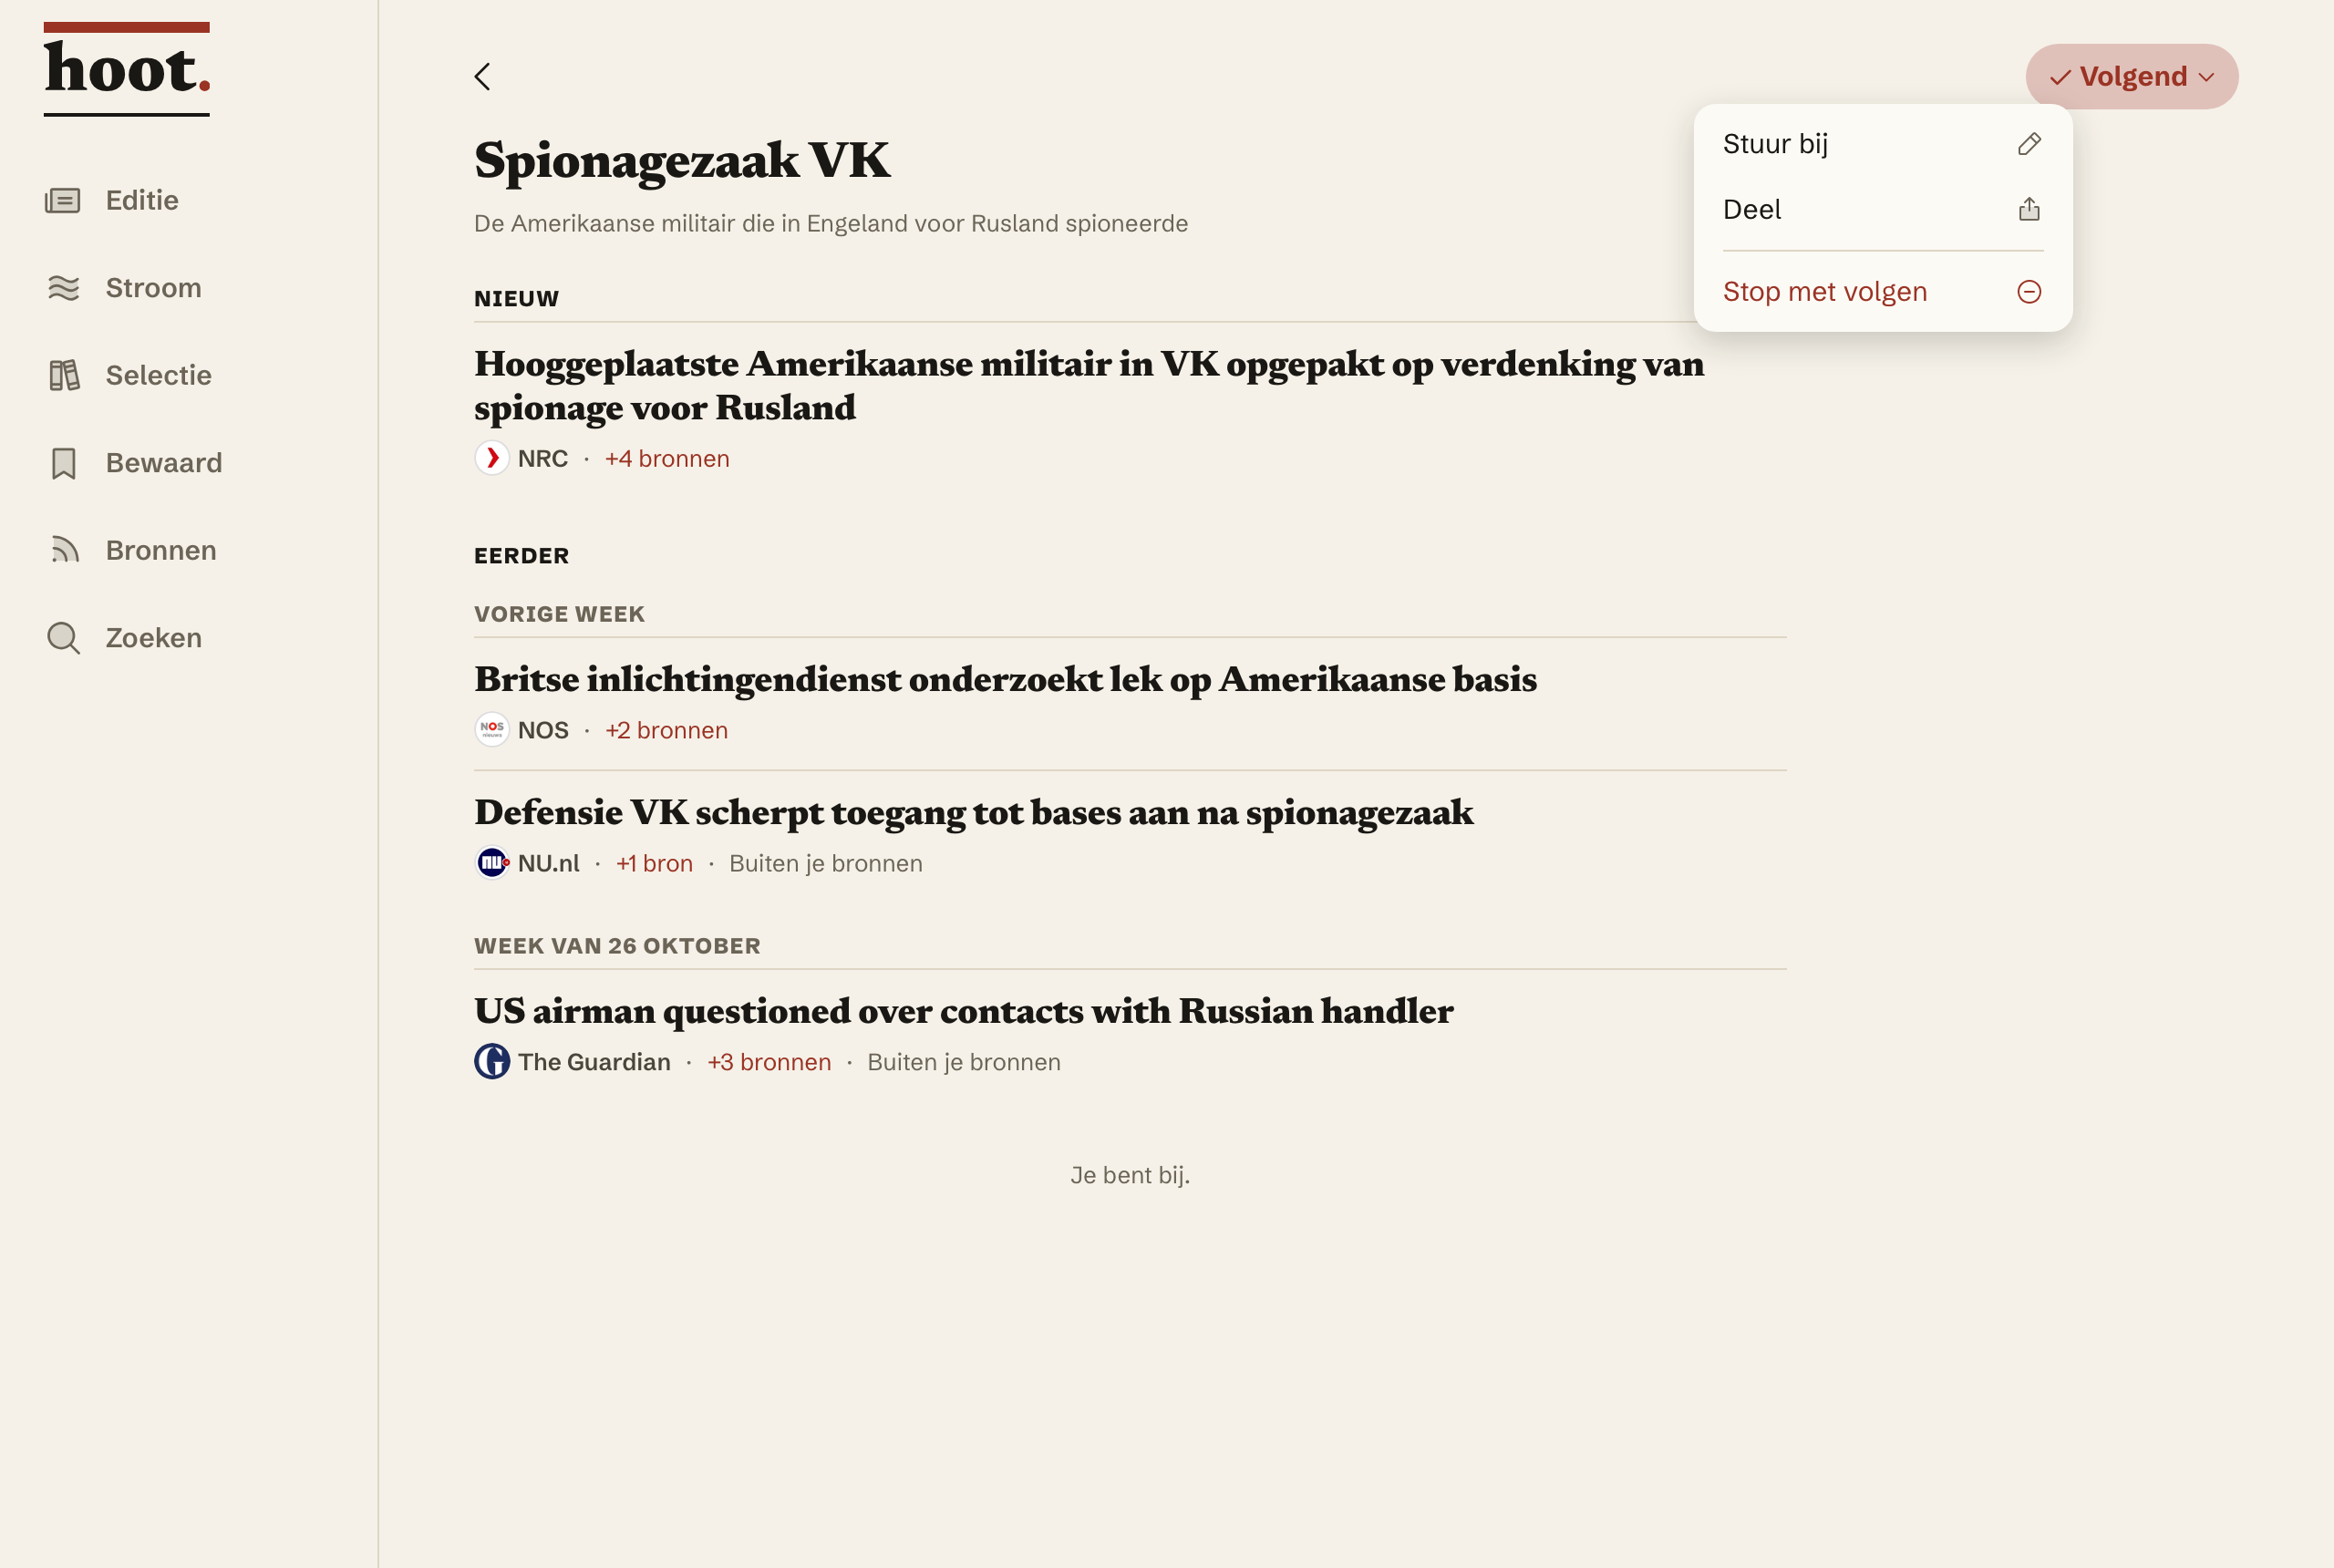 hoot.
Editie
Stroom
Selectie
Bewaard
Bronnen
Zoeken
Volgend
Stuur bij
Deel
Stop met volgen
Spionagezaak VK
De Amerikaanse militair die in Engeland voor Rusland spioneerde
NIEUW
Hooggeplaatste Amerikaanse militair in VK opgepakt op verdenking van
spionage voor Rusland
NRC · +4 bronnen
EERDER
VORIGE WEEK
Britse inlichtingendienst onderzoekt lek op Amerikaanse basis
NOS nieuws NOS · +2 bronnen
Defensie VK scherpt toegang tot bases aan na spionagezaak
nu NU.nl · +1 bron · Buiten je bronnen
WEEK VAN 26 OKTOBER
US airman questioned over contacts with Russian handler
G The Guardian · +3 bronnen · Buiten je bronnen
Je bent bij.